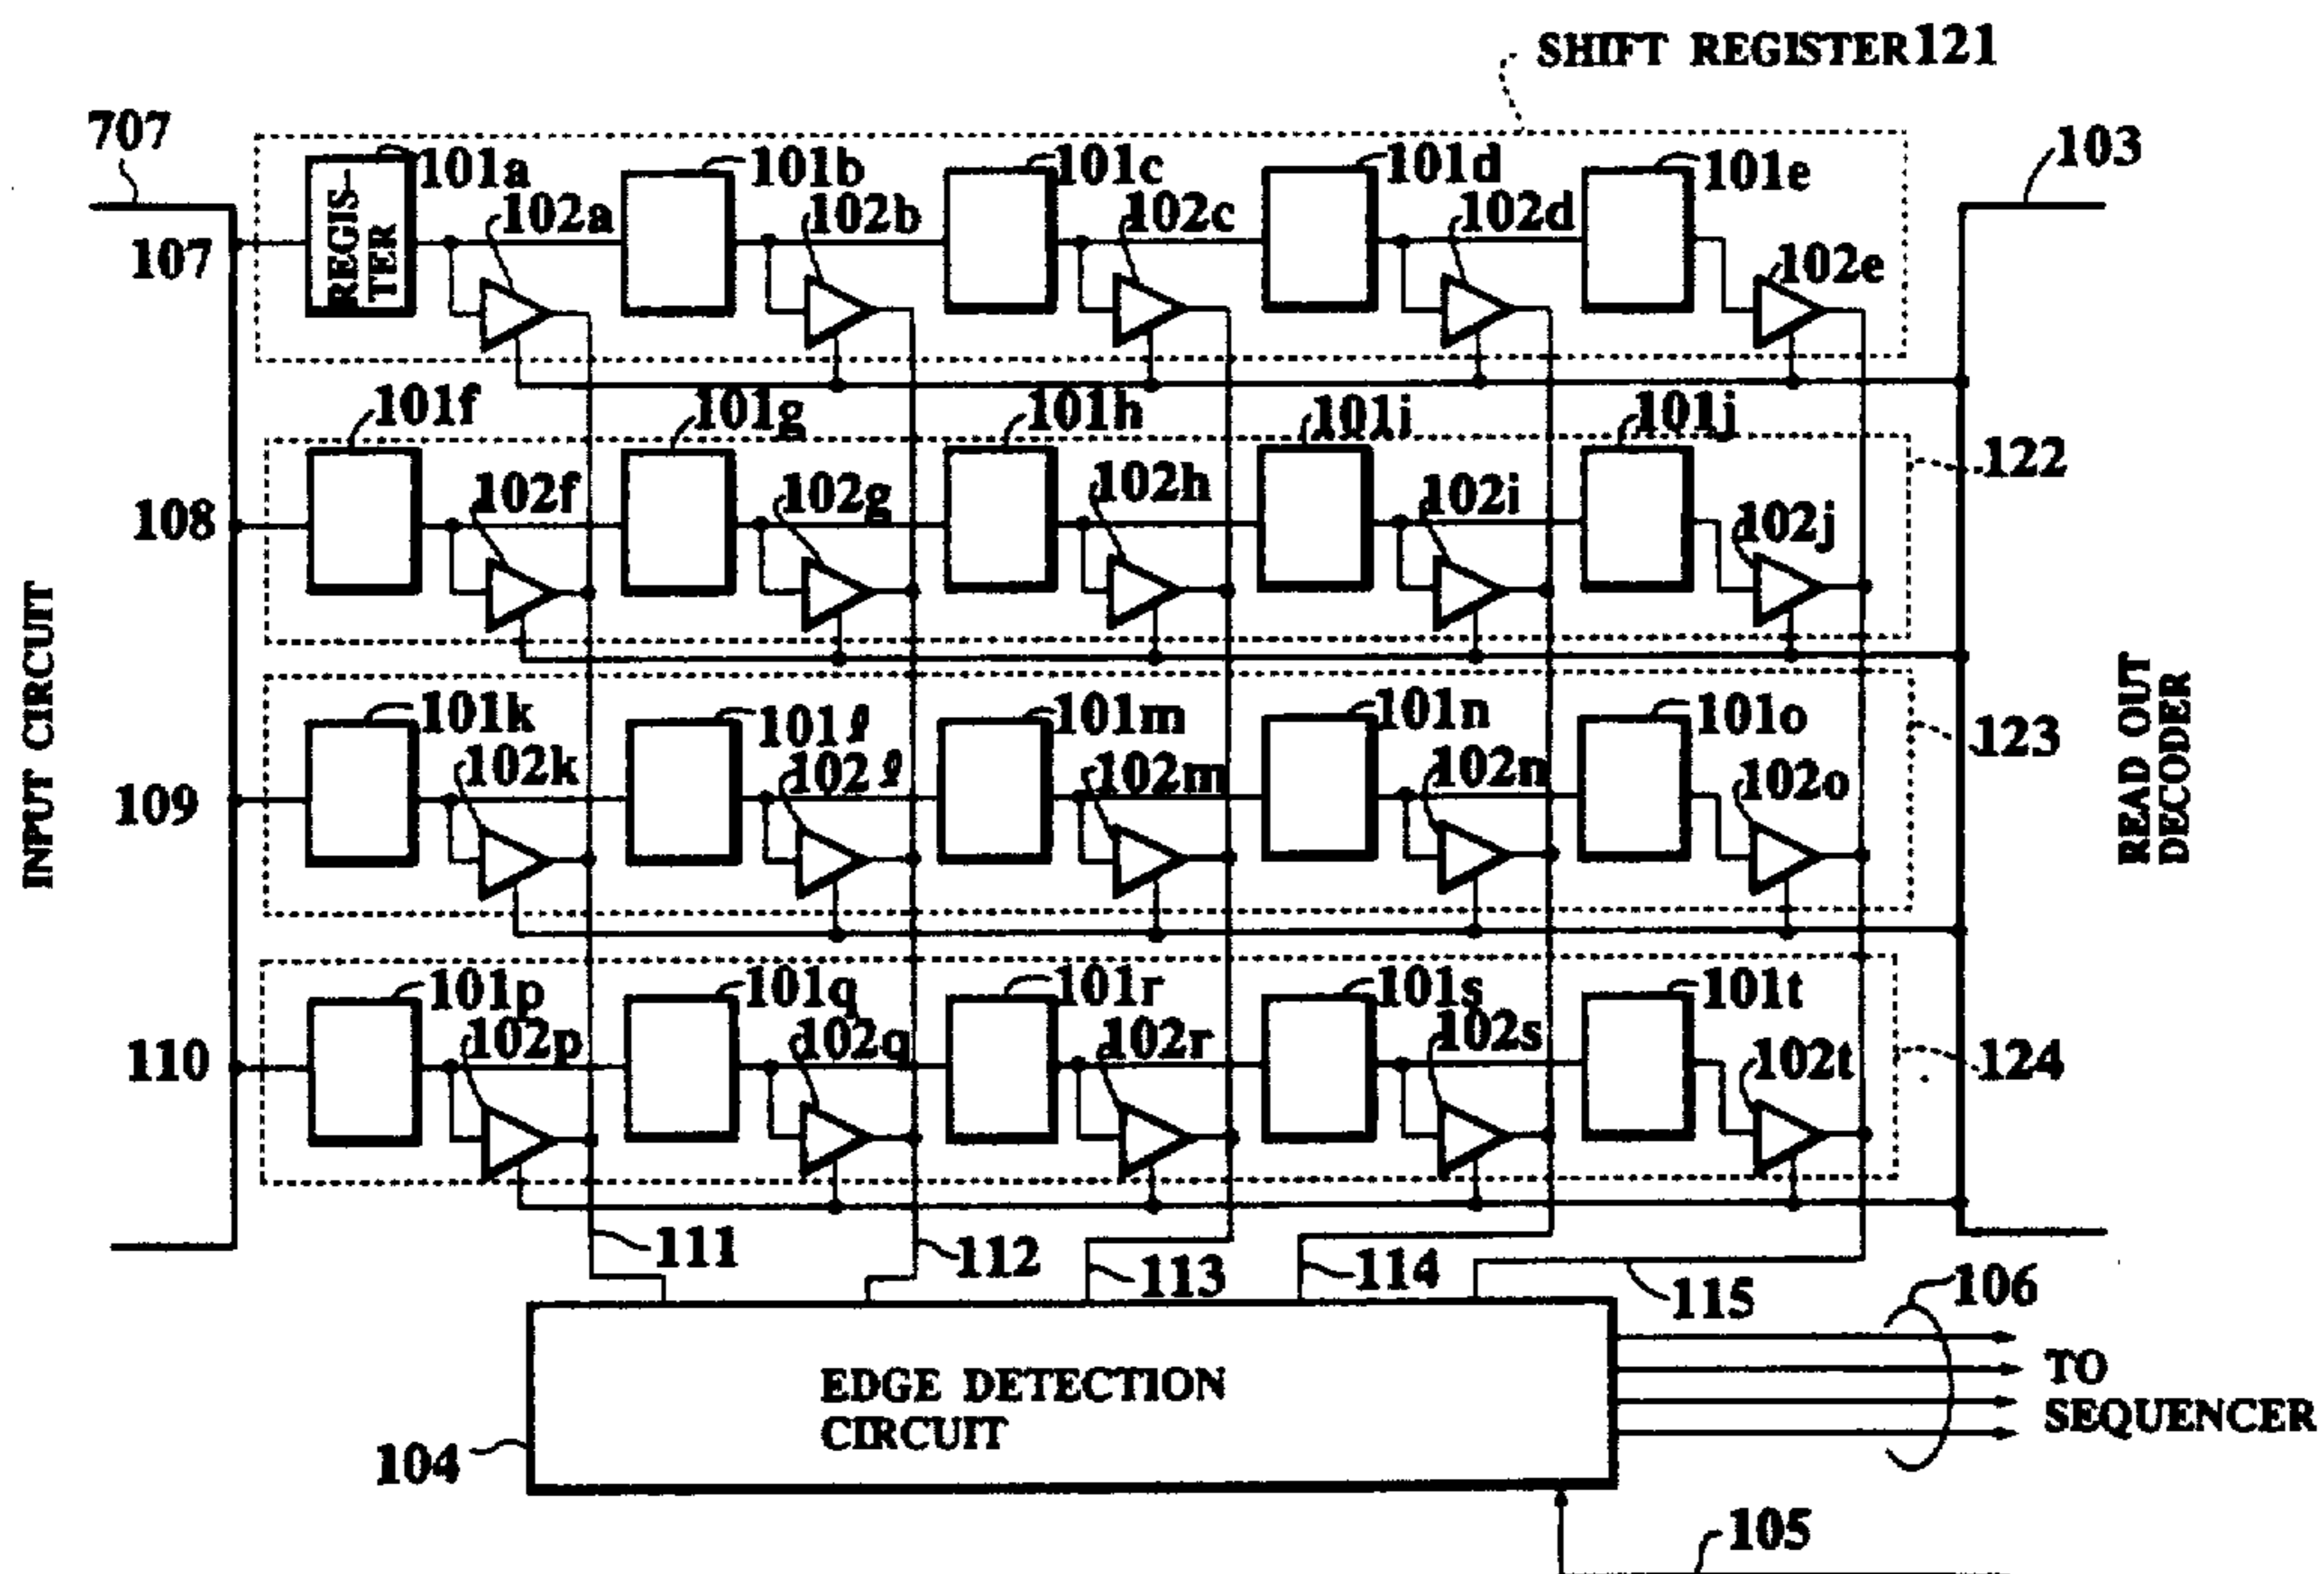 SHIFT REGISTER 121
707
103
101a
101b
101c
101d
101e
REGIS-
TER
102a
102b
102c
102d
102e
107
101f
101g
101h
101i
101j
122
102f
102g
102h
102i
102j
108
INPUT CIRCUIT
READ OUT
DECODER
101k
101ℓ
101m
101n
101o
123
102k
102ℓ
102m
102n
102o
109
101p
101q
101r
101s
101t
102p
102q
102r
102s
102t
110
124
111
112
113
114
115
106
EDGE DETECTION
CIRCUIT
TO
SEQUENCER
104
105